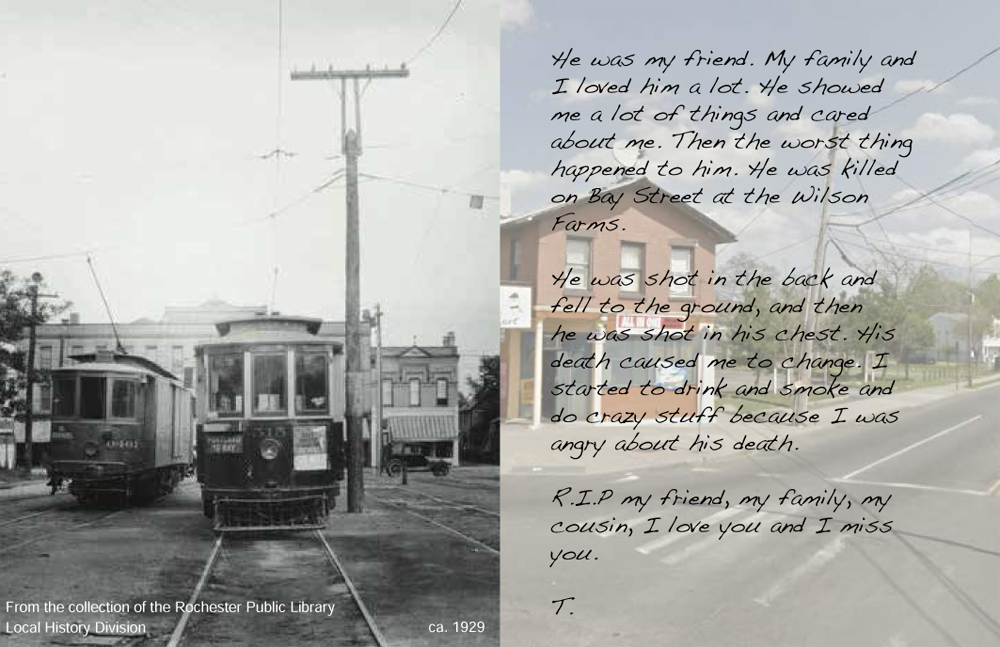 He was my friend. My family and
I loved him a lot. He showed
me a lot of things and cared
about me. Then the worst thing
happened to him. He was killed
on Bay Street at the Wilson
Farms.
He was shot in the back and
fell to the ground, and then
he was shot in his chest. His
death caused me to change. I
started to drink and smoke and
do crazy stuff because I was
angry about his death.
R.I.P my friend, my family, my
cousin, I love you and I miss
you.
T.
From the collection of the Rochester Public Library
Local History Division
ca. 1929